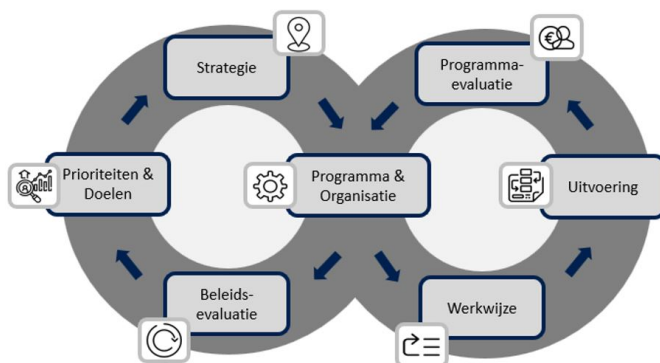 Strategie
Programma-
evaluatie
Prioriteiten &
Doelen
Programma &
Organisatie
Uitvoering
Beleids-
evaluatie
Werkwijze